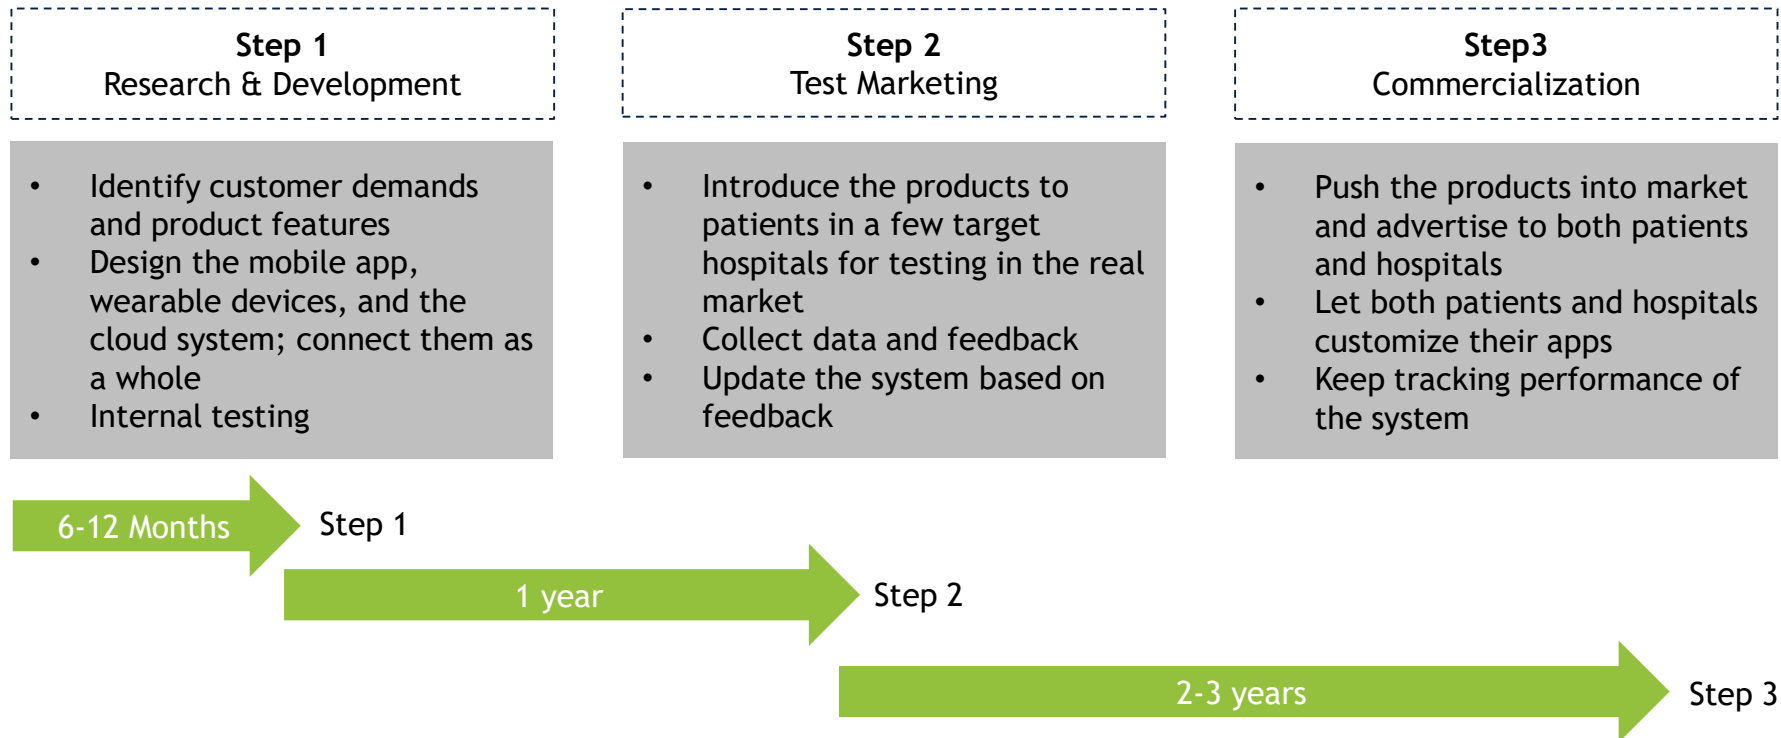 Step 1
Research & Development
• Identify customer demands
and product features
• Design the mobile app,
wearable devices, and the
cloud system; connect them as
a whole
• Internal testing
Step 2
Test Marketing
• Introduce the products to
patients in a few target
hospitals for testing in the real
market
• Collect data and feedback
• Update the system based on
feedback
Step3
Commercialization
• Push the products into market
and advertise to both patients
and hospitals
• Let both patients and hospitals
customize their apps
• Keep tracking performance of
the system
6-12 Months Step 1
1 year Step 2
2-3 years Step 3